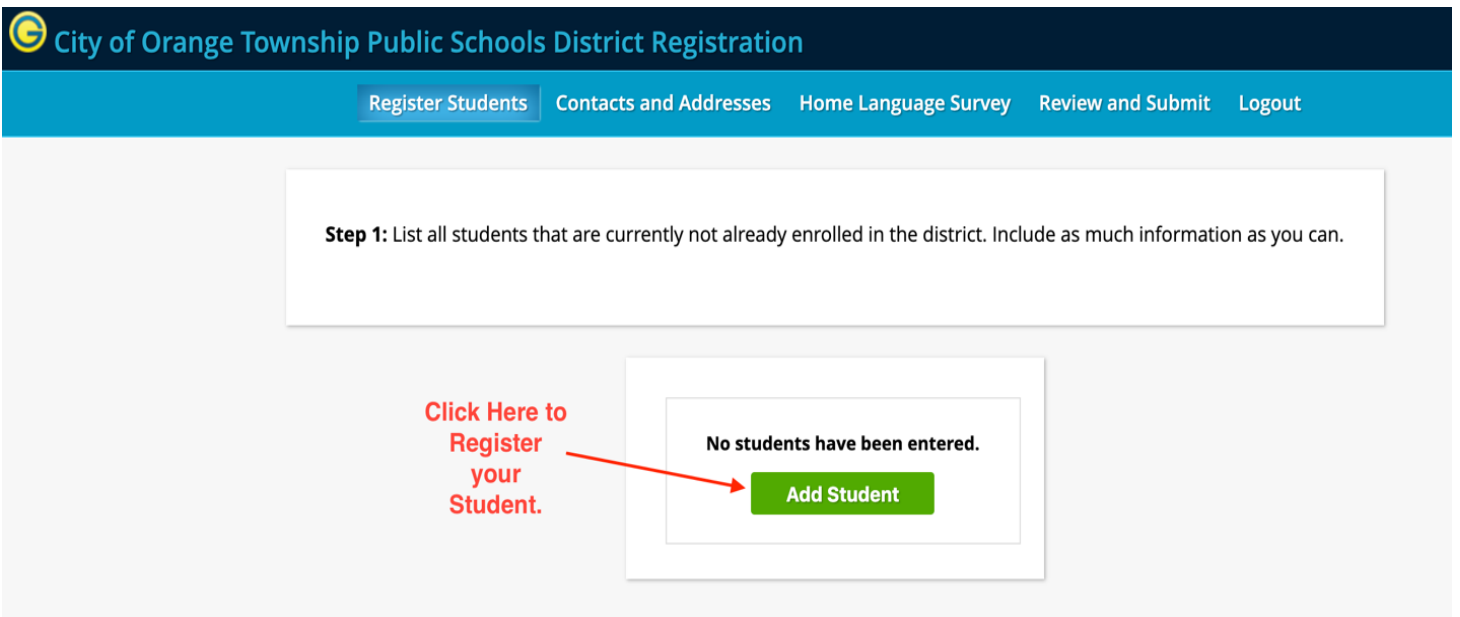 G City of Orange Township Public Schools District Registration
Register Students Contacts and Addresses Home Language Survey Review and Submit Logout
Step 1: List all students that are currently not already enrolled in the district. Include as much information as you can.
Click Here to
Register
your
Student.
No students have been entered.
Add Student